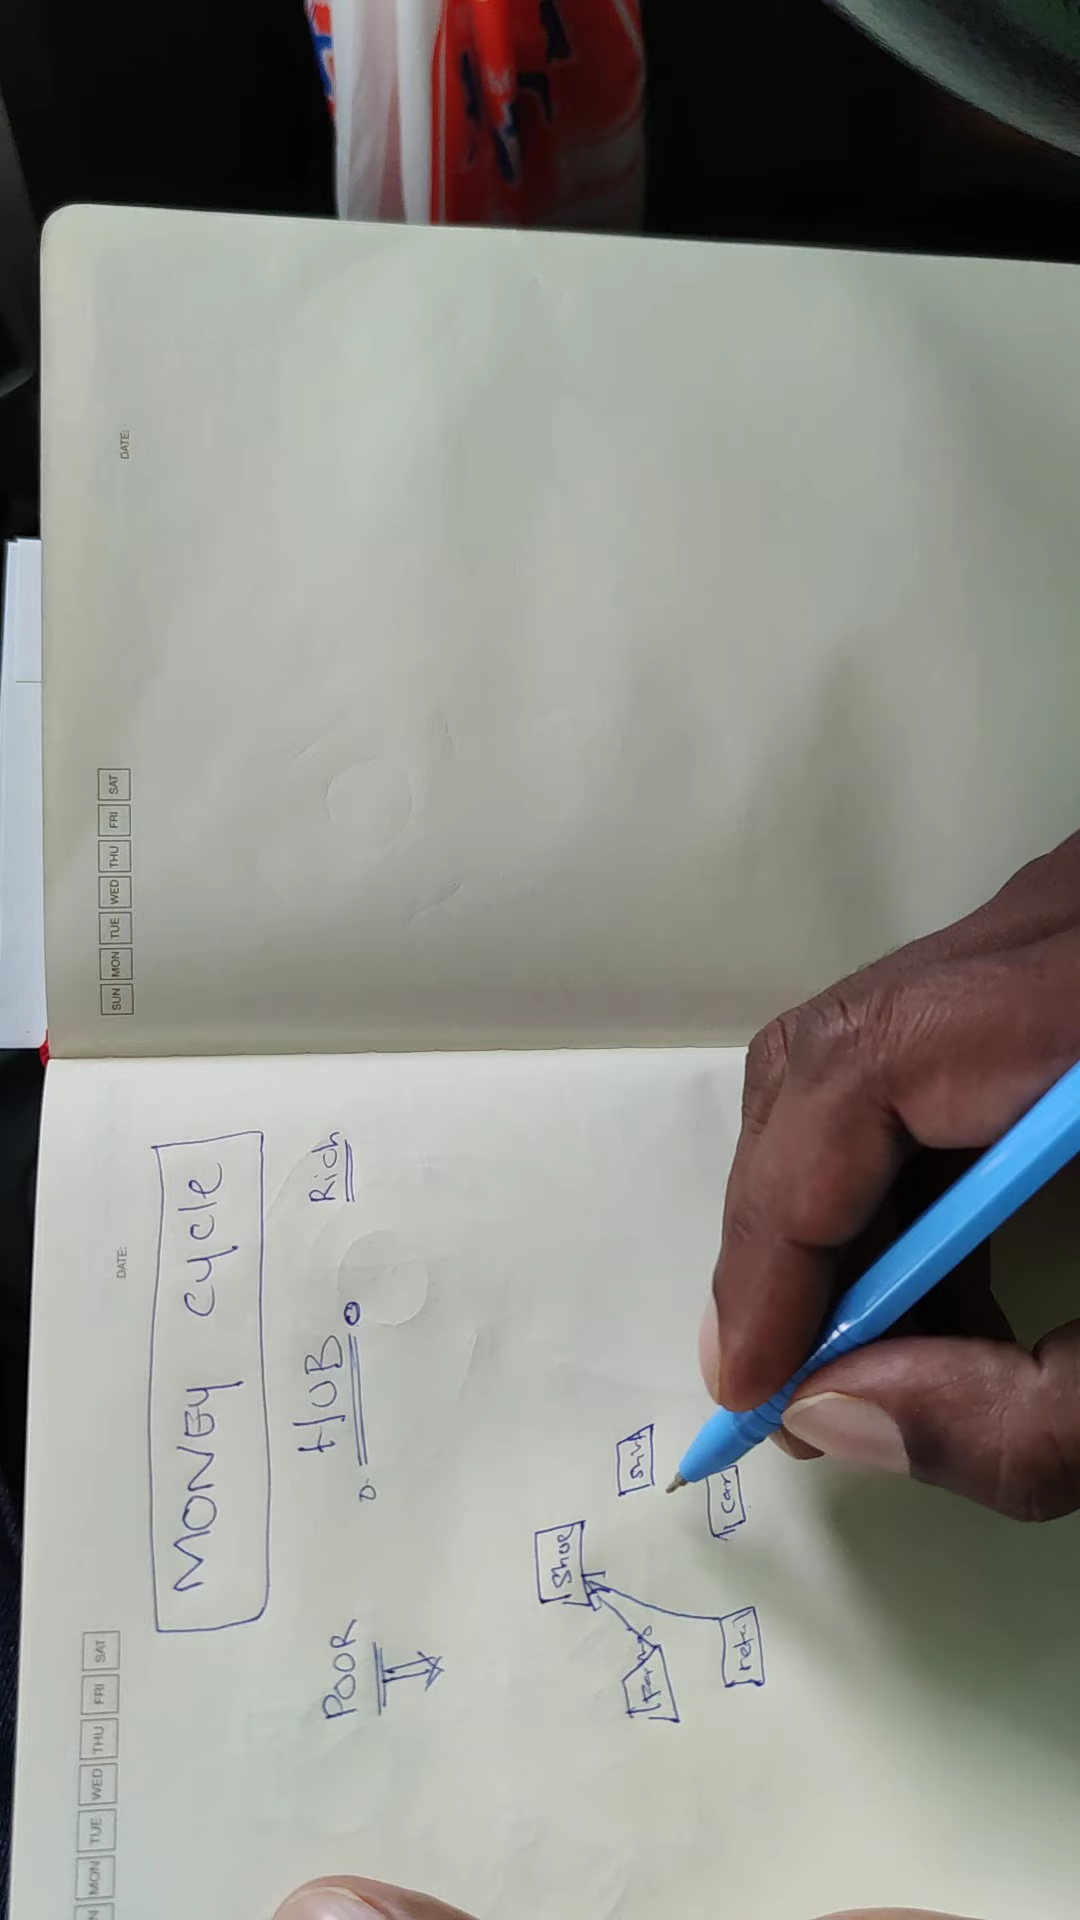 SUN MON TUE WED THU FRI SAT
DATE:
MON TUE WED THU FRI SAT
DATE:
MONEY CYCLE
POOR
HUB
Rich
Shoe
Shirt
Car